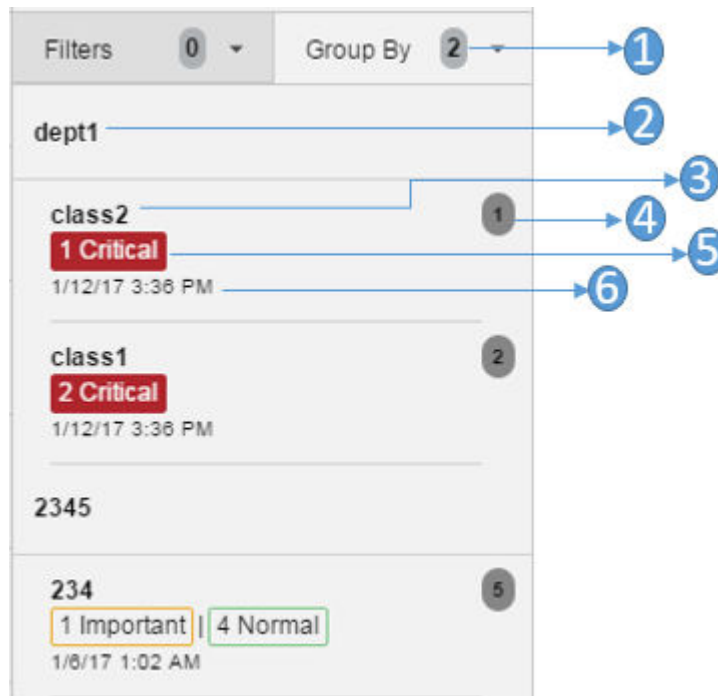 Filters 0 Group By 2 1
dept1 2
3
class2 1 4
1 Critical 5
1/12/17 3:36 PM 6
class1 2
2 Critical
1/12/17 3:36 PM
2345
234 5
1 Important | 4 Normal
1/6/17 1:02 AM